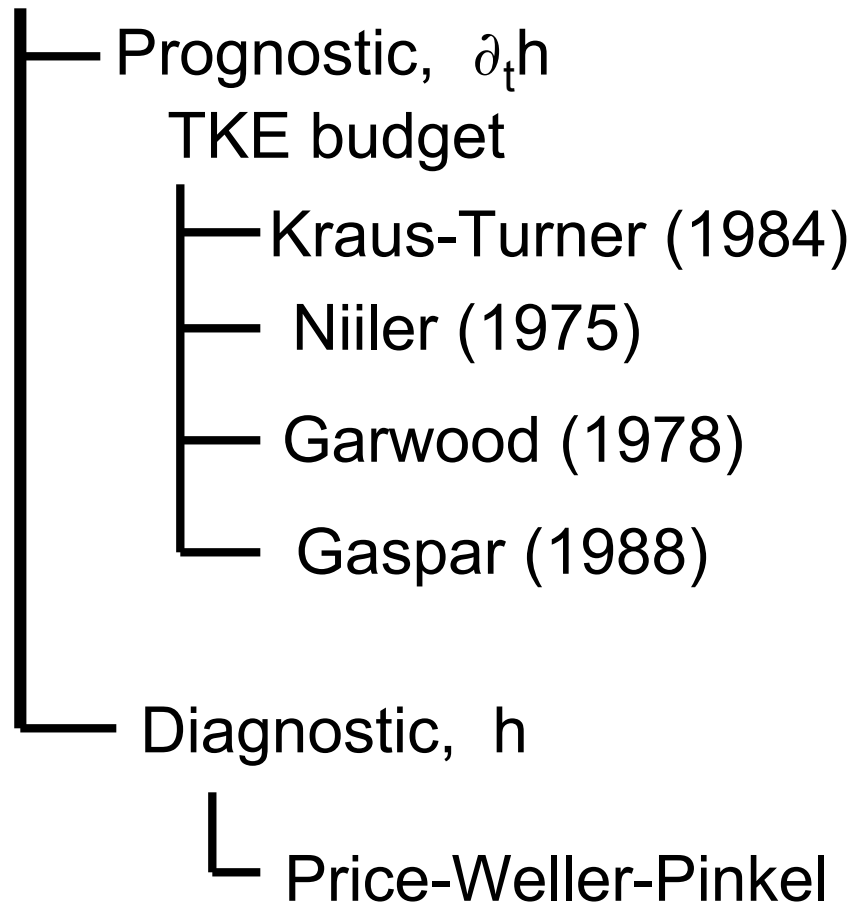 Prognostic, ∂ₜh
TKE budget
Kraus-Turner (1984)
Niiler (1975)
Garwood (1978)
Gaspar (1988)
Diagnostic, h
Price-Weller-Pinkel